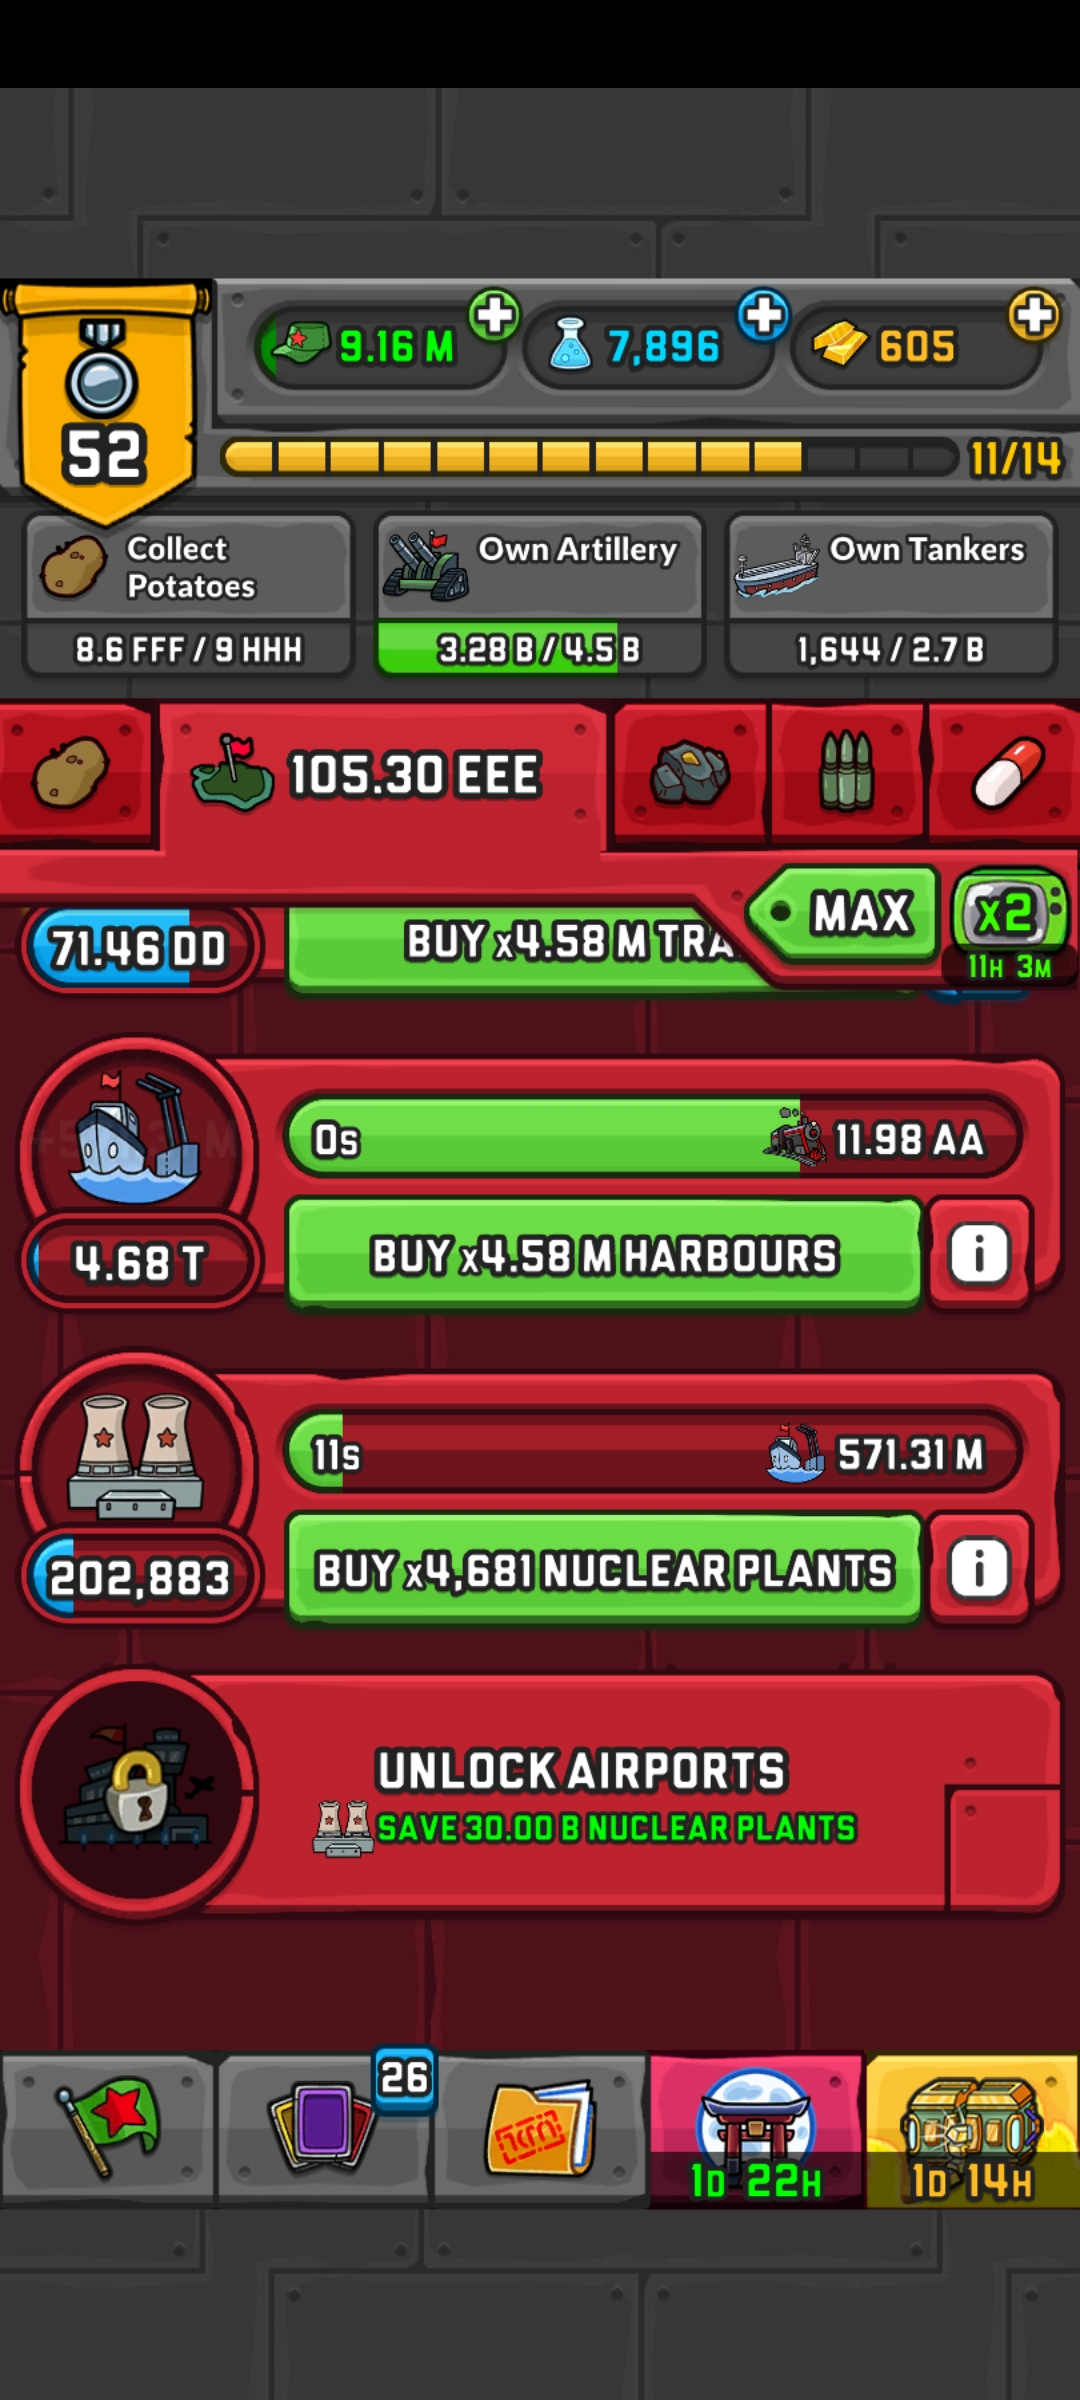 9.16 M
7,896
605
52
11/14
Collect
Potatoes
8.6 FFF / 9 HHH
Own Artillery
3.28 B / 4.5 B
Own Tankers
1,644 / 2.7 B
105.30 EEE
MAX
x2
11H 3M
71.46 DD
BUY x4.58 M TRA
0s
11.98 AA
4.68 T
BUY x4.58 M HARBOURS
i
11s
571.31 M
202,883
BUY x4,681 NUCLEAR PLANTS
i
UNLOCK AIRPORTS
SAVE 30.00 B NUCLEAR PLANTS
26
1D 22H
1D 14H